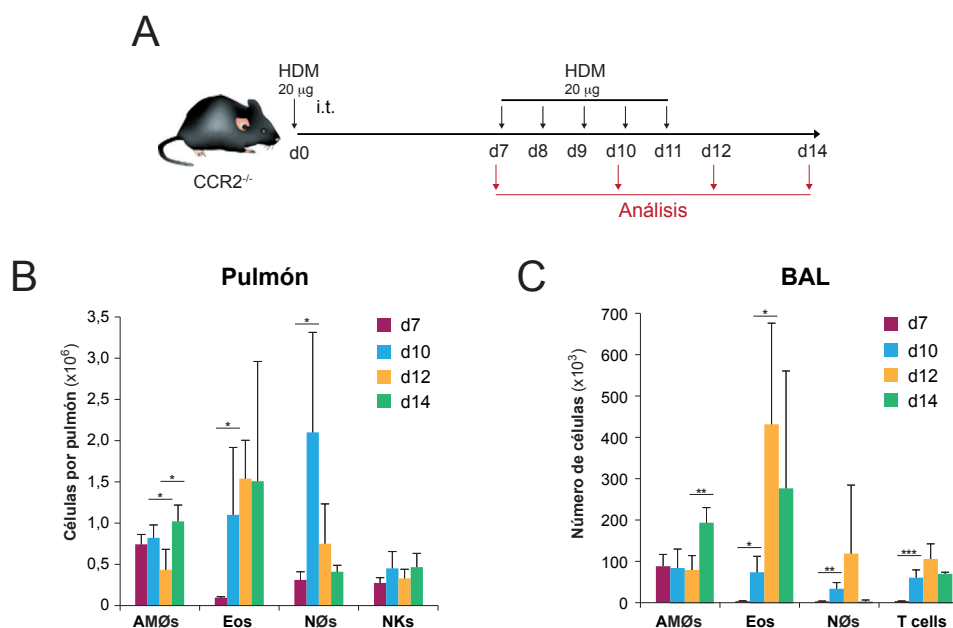 A
HDM
20 µg
i.t.
HDM
20 µg
d0
d7 d8 d9 d10 d11 d12 d14
CCR2-/-
Análisis
B
Pulmón
Células por pulmón (x10⁶)
3,5
3,0
2,5
2,0
1,5
1,0
0,5
0
* * * *
d7
d10
d12
d14
AMØs Eos NØs NKs
C
BAL
Número de células (x10³)
700
600
500
400
300
200
100
0
** * * ** ***
d7
d10
d12
d14
AMØs Eos NØs T cells